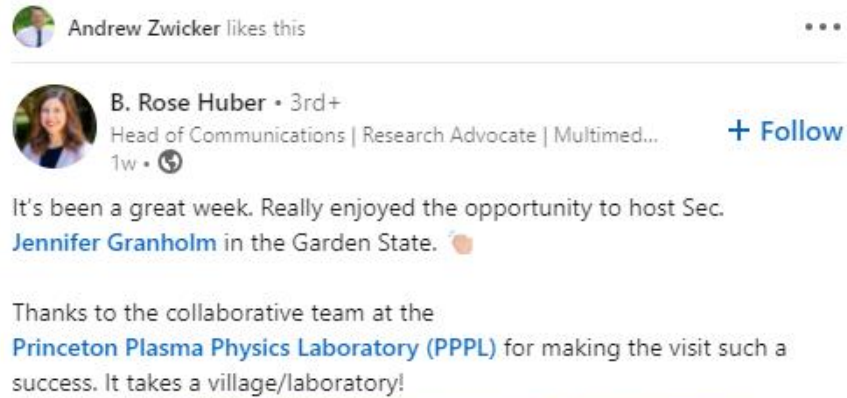 Andrew Zwicker likes this
B. Rose Huber • 3rd+
Head of Communications | Research Advocate | Multimed...
+ Follow
1w •
It's been a great week. Really enjoyed the opportunity to host Sec.
Jennifer Granholm in the Garden State. 👏🏼
Thanks to the collaborative team at the
Princeton Plasma Physics Laboratory (PPPL) for making the visit such a
success. It takes a village/laboratory!